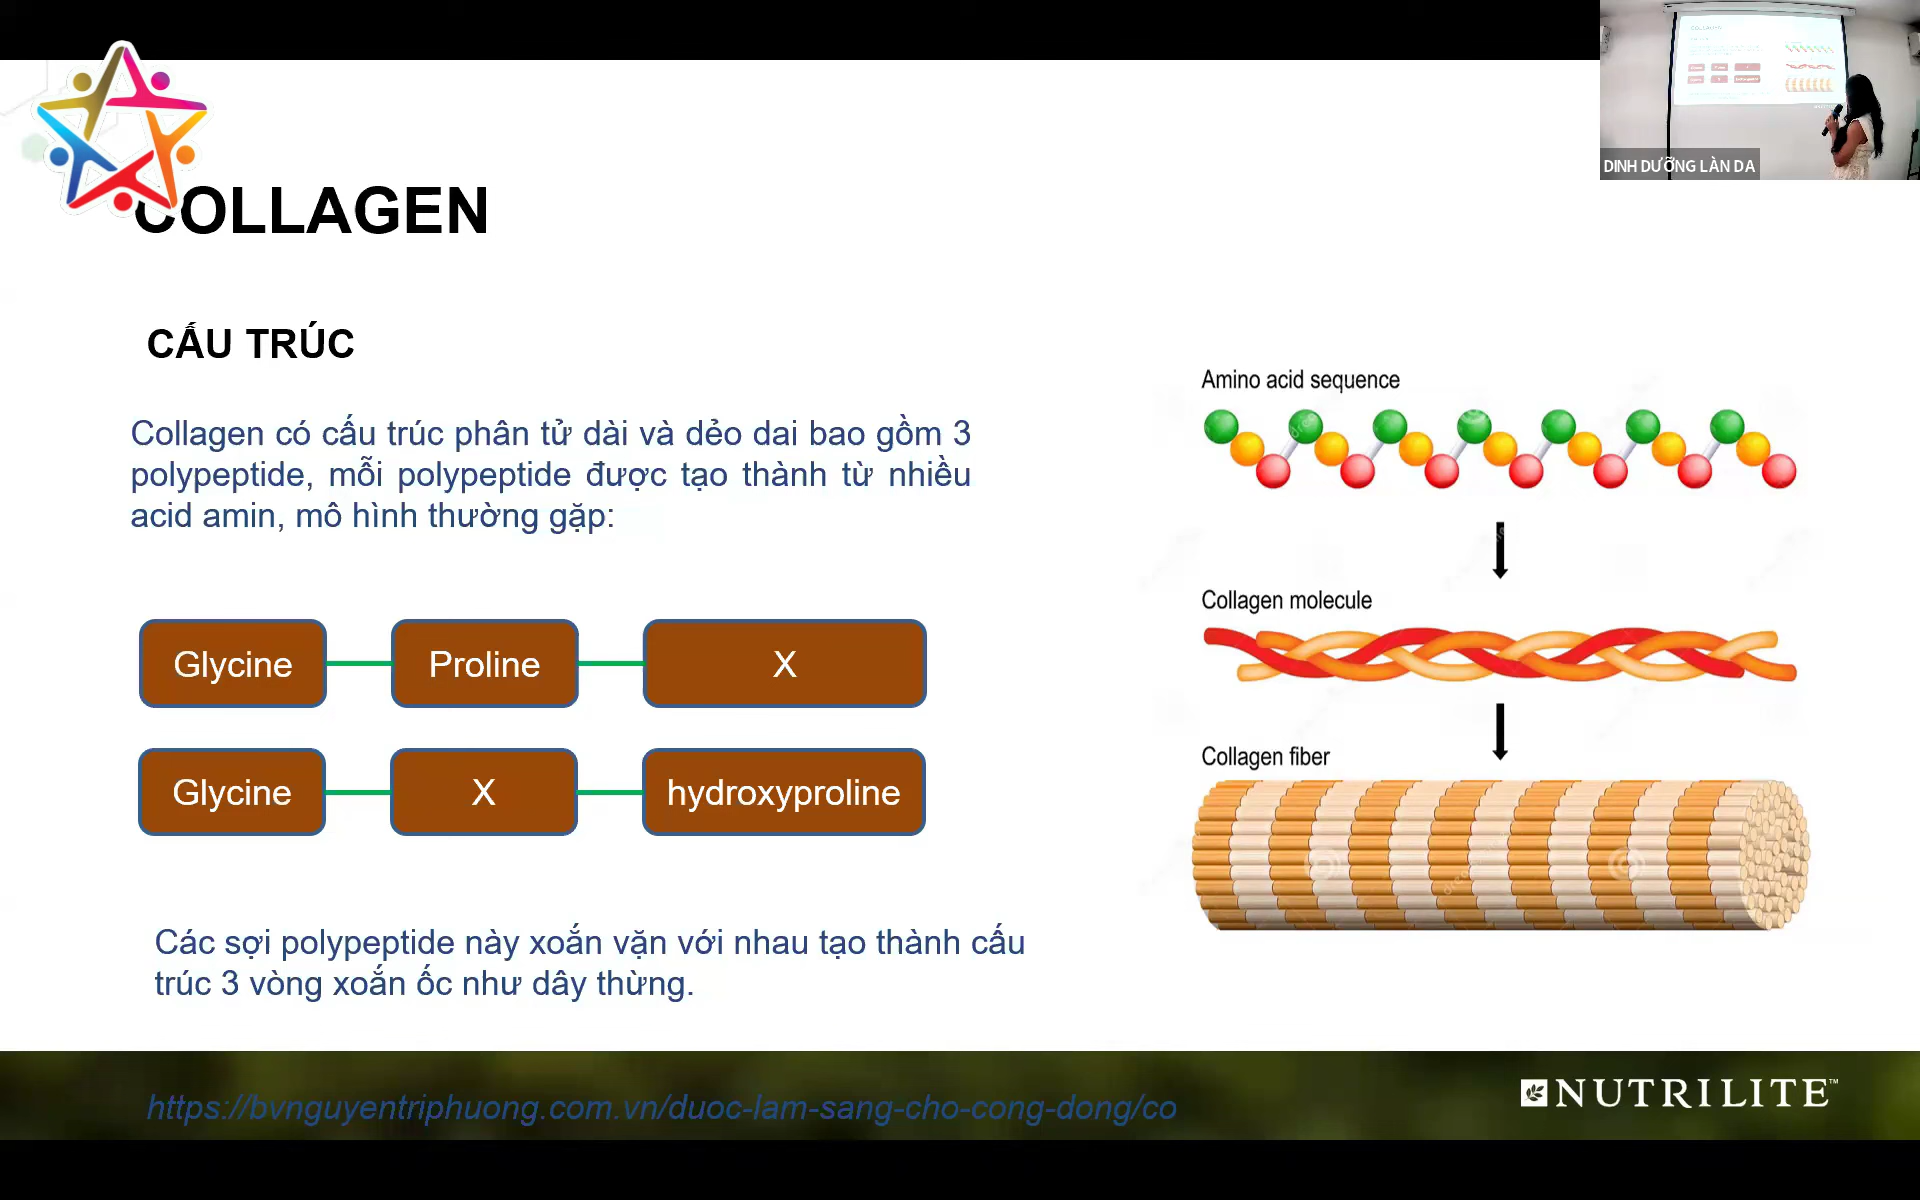 DINH DƯỠNG LÀN DA
COLLAGEN
CẤU TRÚC
Collagen có cấu trúc phân tử dài và dẻo dai bao gồm 3
polypeptide, mỗi polypeptide được tạo thành từ nhiều
acid amin, mô hình thường gặp:
Glycine
Proline
X
Glycine
X
hydroxyproline
Các sợi polypeptide này xoắn vặn với nhau tạo thành cấu
trúc 3 vòng xoắn ốc như dây thừng.
Amino acid sequence
Collagen molecule
Collagen fiber
https://bvnguyentriphuong.com.vn/duoc-lam-sang-cho-cong-dong/co
NUTRILITE™